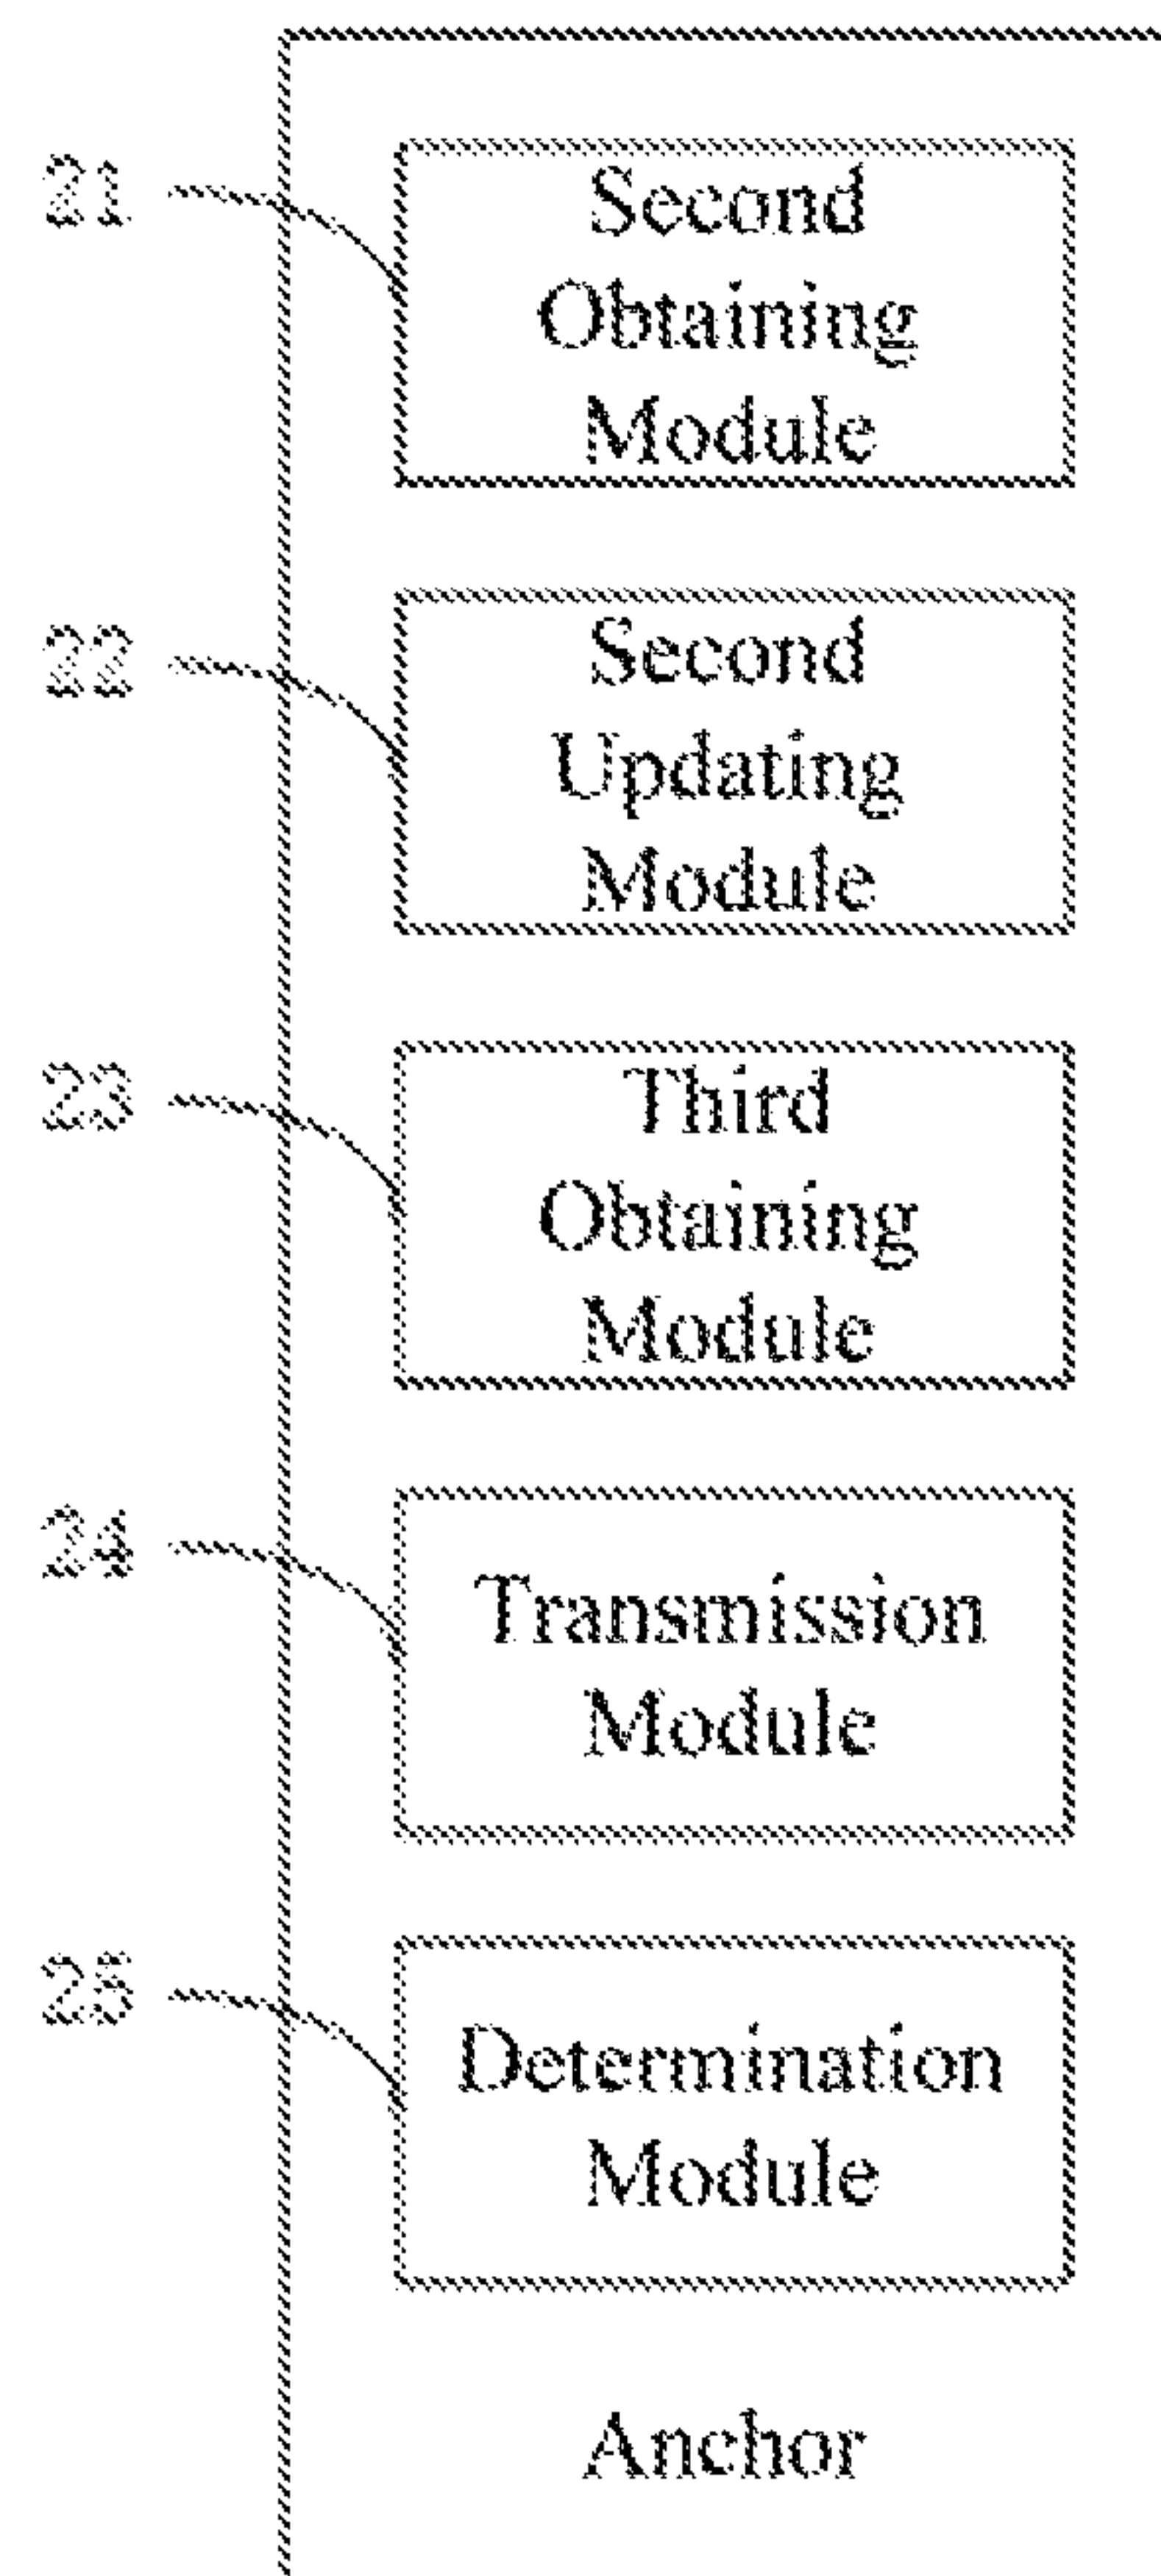 21
Second
Obtaining
Module
22
Second
Updating
Module
23
Third
Obtaining
Module
24
Transmission
Module
25
Determination
Module
Anchor